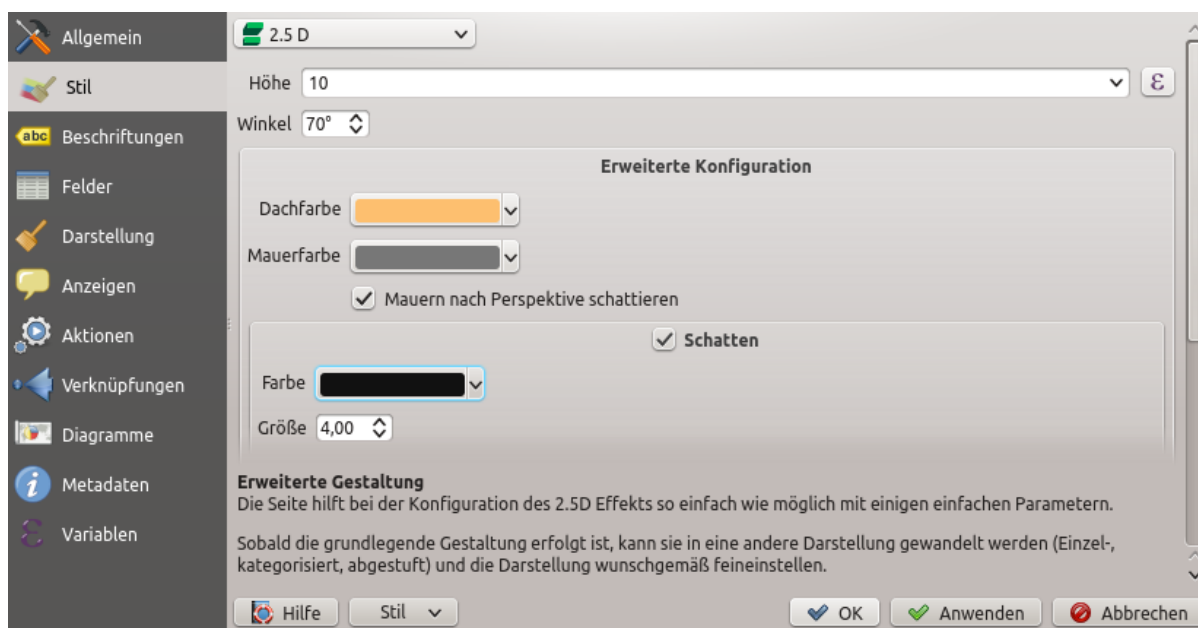 Allgemein
Stil
abc Beschriftungen
Felder
Darstellung
Anzeigen
Aktionen
Verknüpfungen
Diagramme
i Metadaten
ε Variablen
2.5 D
Höhe 10 ε
Winkel 70°
Erweiterte Konfiguration
Dachfarbe
Mauerfarbe
Mauern nach Perspektive schattieren
Schatten
Farbe
Größe 4,00
Erweiterte Gestaltung
Die Seite hilft bei der Konfiguration des 2.5D Effekts so einfach wie möglich mit einigen einfachen Parametern.
Sobald die grundlegende Gestaltung erfolgt ist, kann sie in eine andere Darstellung gewandelt werden (Einzel-,
kategorisiert, abgestuft) und die Darstellung wunschgemäß feineinstellen.
Hilfe Stil OK Anwenden Abbrechen